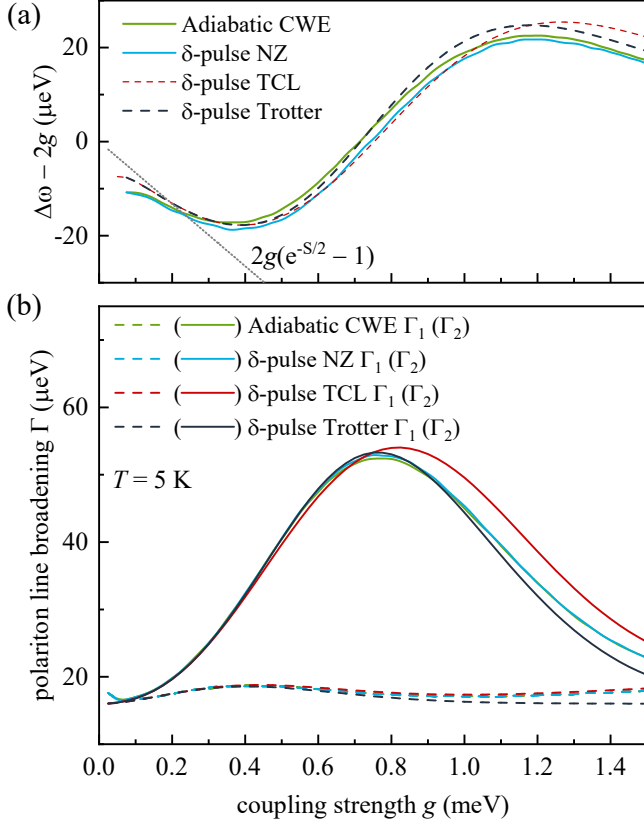 (a)
Adiabatic CWE
δ-pulse NZ
δ-pulse TCL
δ-pulse Trotter
20
0
-20
Δω − 2g (μeV)
2g(e^{-S/2} − 1)
(b)
( ) Adiabatic CWE Γ₁ (Γ₂)
( ) δ-pulse NZ Γ₁ (Γ₂)
( ) δ-pulse TCL Γ₁ (Γ₂)
( ) δ-pulse Trotter Γ₁ (Γ₂)
T = 5 K
60
40
20
polariton line broadening Γ (μeV)
0.0 0.2 0.4 0.6 0.8 1.0 1.2 1.4
coupling strength g (meV)